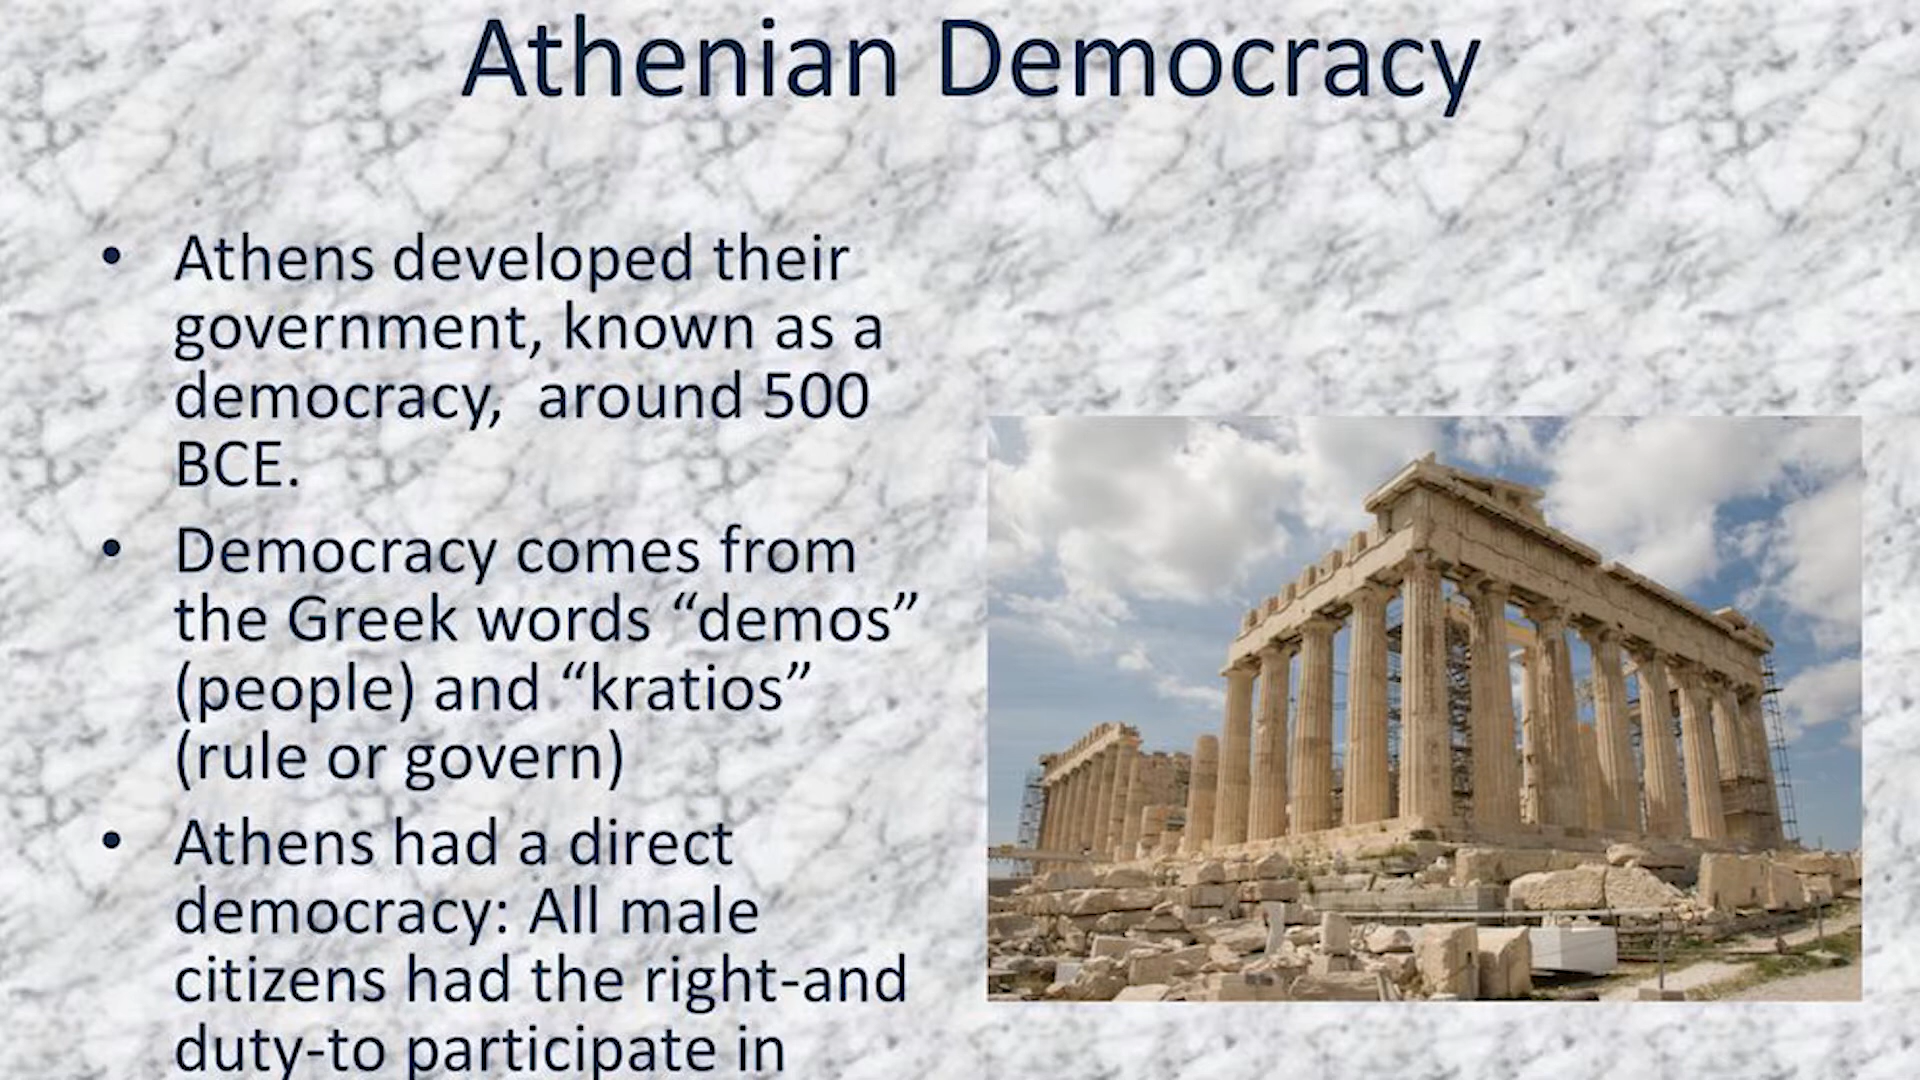 Athenian Democracy
• Athens developed their
government, known as a
democracy,  around 500
BCE.
• Democracy comes from
the Greek words “demos”
(people) and “kratios”
(rule or govern)
• Athens had a direct
democracy: All male
citizens had the right-and
duty-to participate in